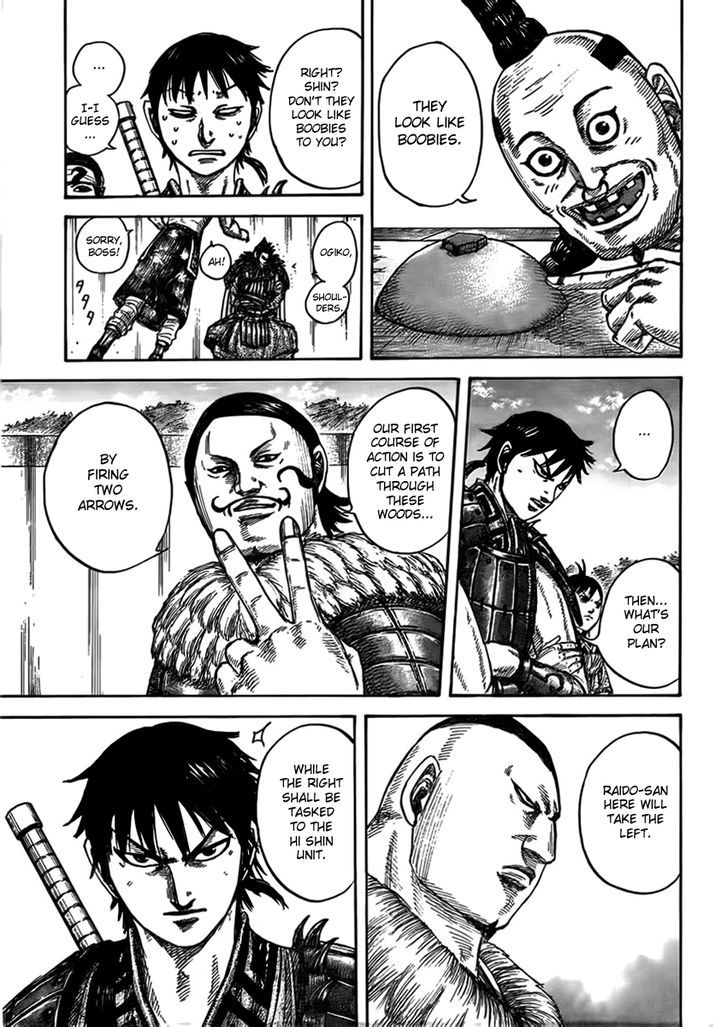 THEY
LOOK LIKE
BOOBIES.
RIGHT?
SHIN?
DON'T THEY
LOOK LIKE
BOOBIES
TO YOU?
...
I-I
GUESS
...
OGIKO,
SHOUL-
DERS.
AH!
SORRY,
BOSS!
...
THEN...
WHAT'S
OUR
PLAN?
OUR FIRST
COURSE OF
ACTION IS TO
CUT A PATH
THROUGH
THESE
WOODS...
BY
FIRING
TWO
ARROWS.
RAIDO-SAN
HERE WILL
TAKE THE
LEFT.
WHILE
THE RIGHT
SHALL BE
TASKED
TO THE
HI SHIN
UNIT.